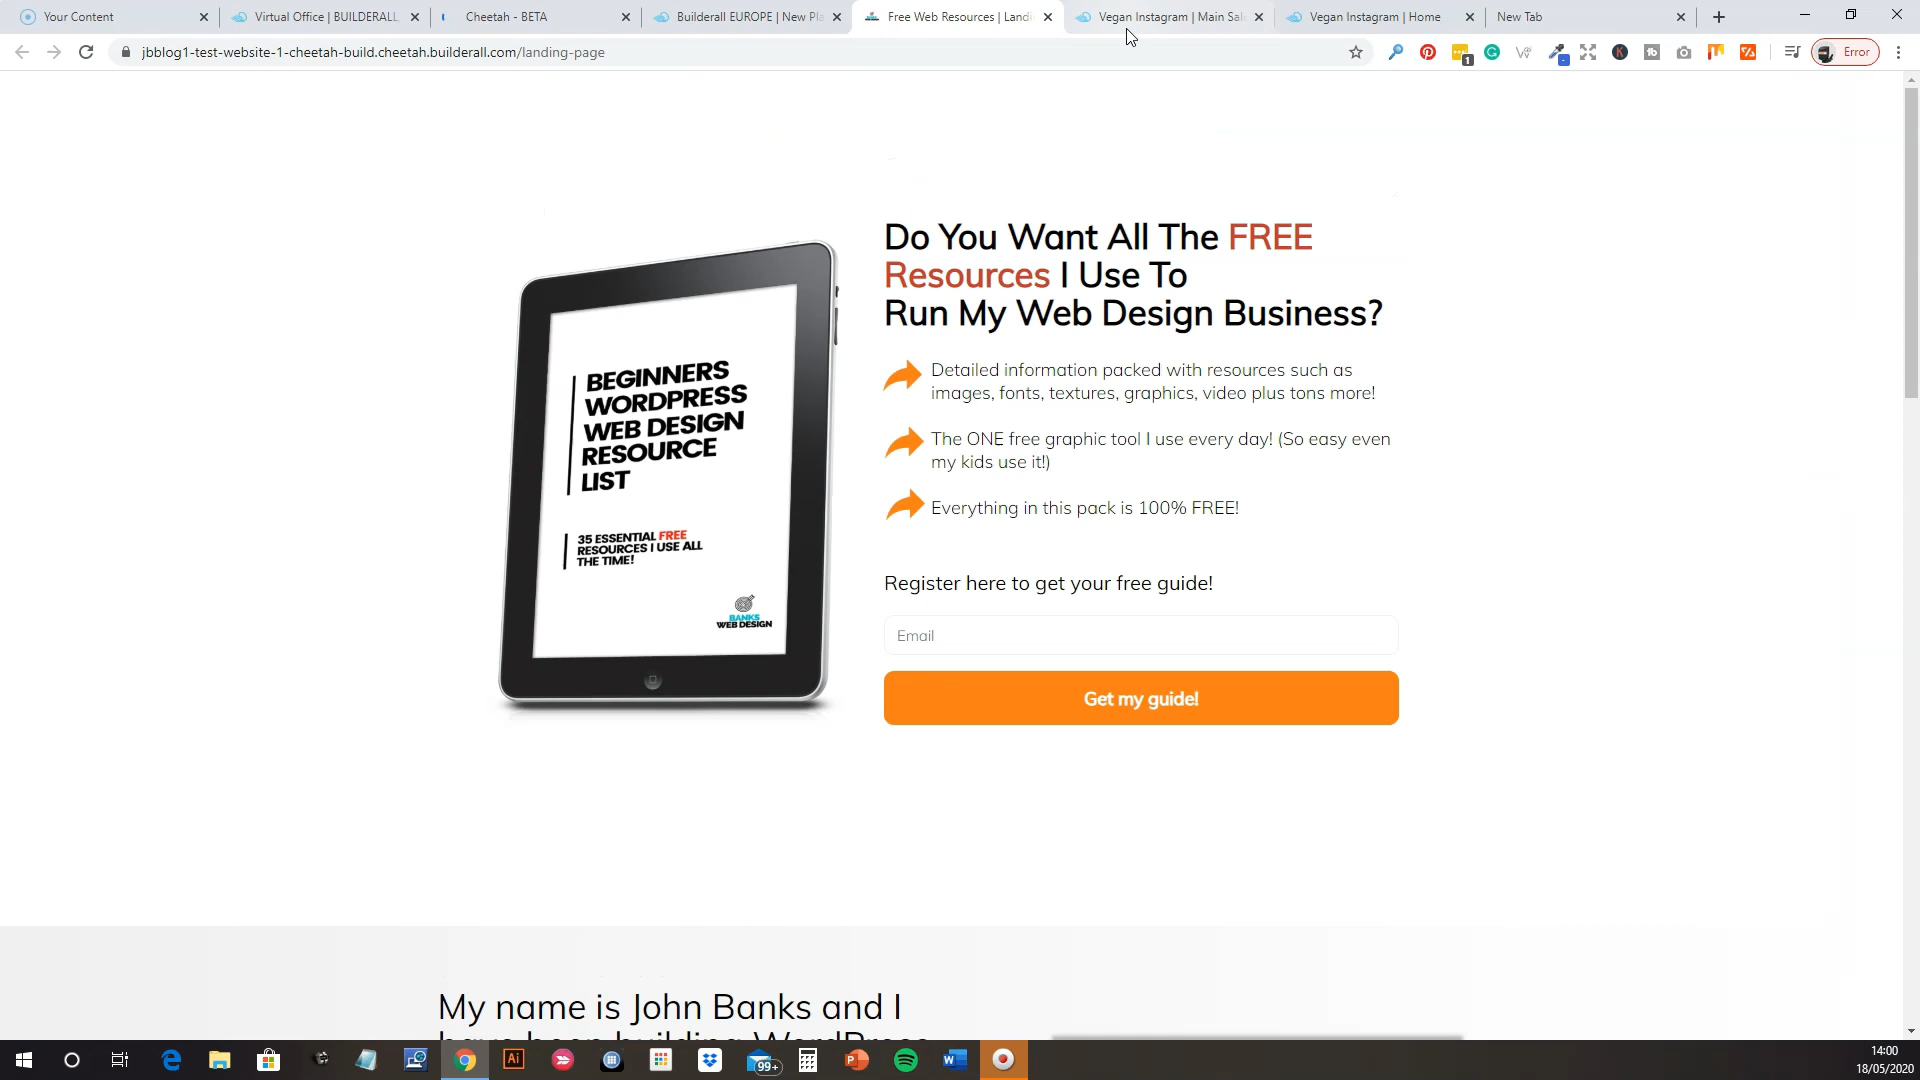 Your Content
Virtual Office | BUILDERALL
Cheetah - BETA
Builderall EUROPE | New Pla
Free Web Resources | Landi
Vegan Instagram | Main Sal
Vegan Instagram | Home
New Tab
jbblog1-test-website-1-cheetah-build.cheetah.builderall.com/landing-page
1
Error
Do You Want All The FREE
Resources I Use To
Run My Web Design Business?
Detailed information packed with resources such as
images, fonts, textures, graphics, video plus tons more!
The ONE free graphic tool I use every day! (So easy even
my kids use it!)
Everything in this pack is 100% FREE!
Register here to get your free guide!
Email
Get my guide!
BEGINNERS
WORDPRESS
WEB DESIGN
RESOURCE
LIST
35 ESSENTIAL FREE
RESOURCES I USE ALL
THE TIME!
BANKS
WEB DESIGN
My name is John Banks and I
have been building WordPress
Ai
99+
14:00
18/05/2020